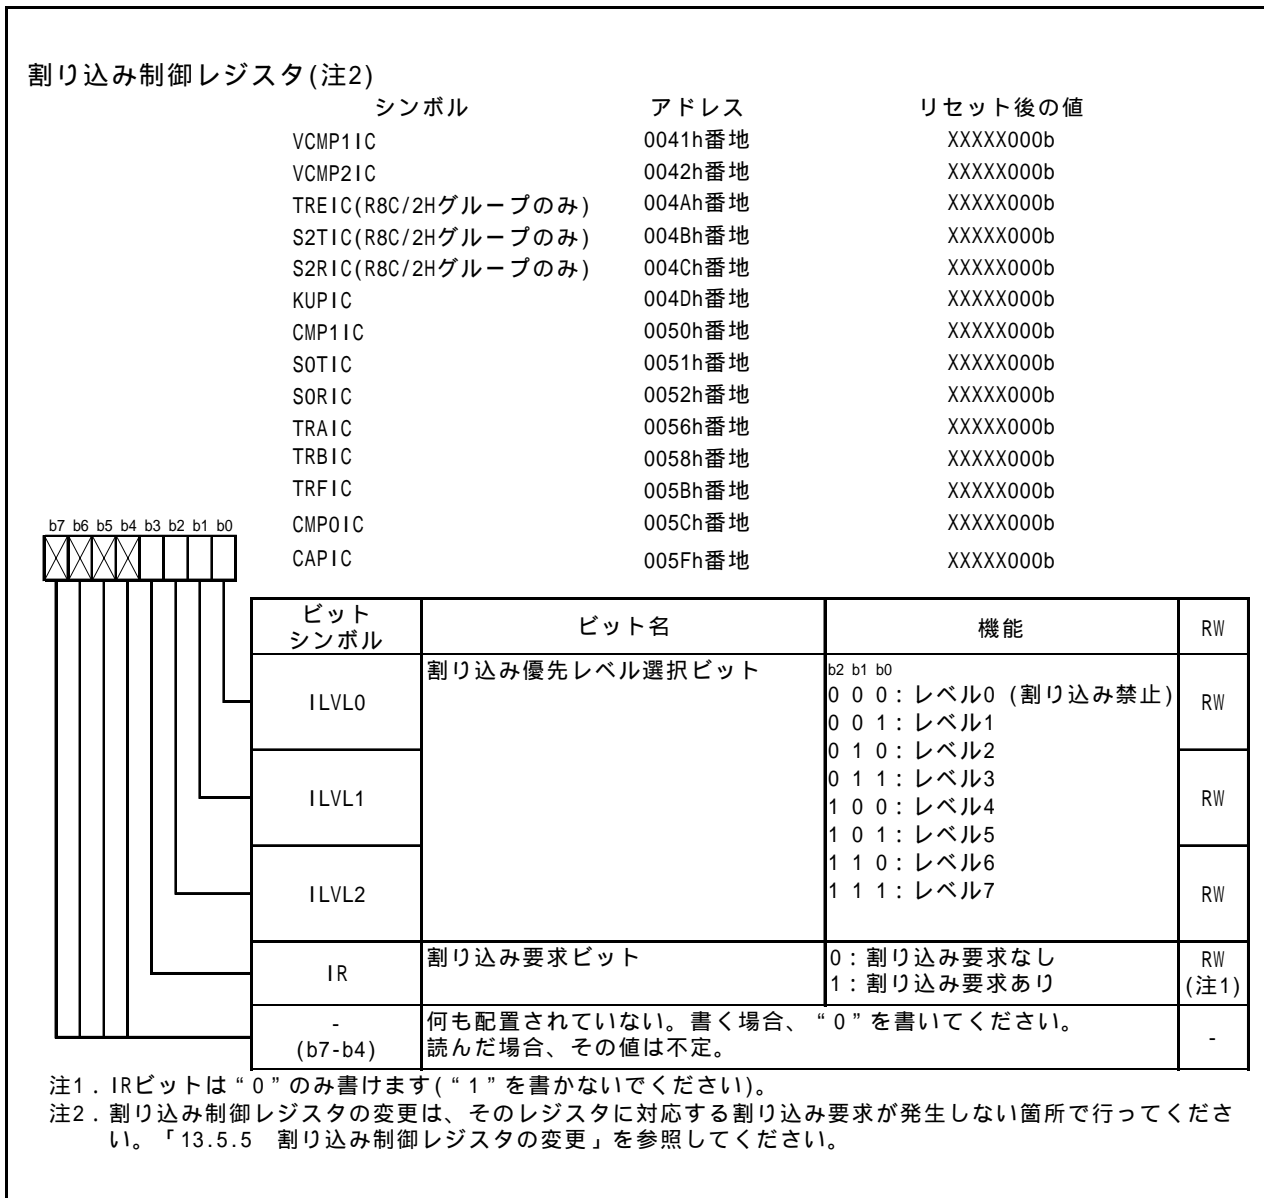 割り込み制御レジスタ(注2)
シンボル アドレス リセット後の値
VCMP1IC 0041h番地 XXXXX000b
VCMP2IC 0042h番地 XXXXX000b
TREIC(R8C/2Hグループのみ) 004Ah番地 XXXXX000b
S2TIC(R8C/2Hグループのみ) 004Bh番地 XXXXX000b
S2RIC(R8C/2Hグループのみ) 004Ch番地 XXXXX000b
KUPIC 004Dh番地 XXXXX000b
CMP1IC 0050h番地 XXXXX000b
S0TIC 0051h番地 XXXXX000b
S0RIC 0052h番地 XXXXX000b
TRAIC 0056h番地 XXXXX000b
TRBIC 0058h番地 XXXXX000b
TRFIC 005Bh番地 XXXXX000b
CMP0IC 005Ch番地 XXXXX000b
CAPIC 005Fh番地 XXXXX000b
b7 b6 b5 b4 b3 b2 b1 b0
ビット
シンボル ビット名 機能 RW
ILVL0 割り込み優先レベル選択ビット b2 b1 b0
0 0 0：レベル0 (割り込み禁止) RW
0 0 1：レベル1
0 1 0：レベル2
ILVL1 0 1 1：レベル3 RW
1 0 0：レベル4
1 0 1：レベル5
1 1 0：レベル6
ILVL2 1 1 1：レベル7 RW
IR 割り込み要求ビット 0：割り込み要求なし RW
1：割り込み要求あり (注1)
-
(b7-b4) 何も配置されていない。書く場合、“0”を書いてください。 -
読んだ場合、その値は不定。
注1．IRビットは“0”のみ書けます(“1”を書かないでください)。
注2．割り込み制御レジスタの変更は、そのレジスタに対応する割り込み要求が発生しない箇所で行ってくださ
い。「13.5.5 割り込み制御レジスタの変更」を参照してください。